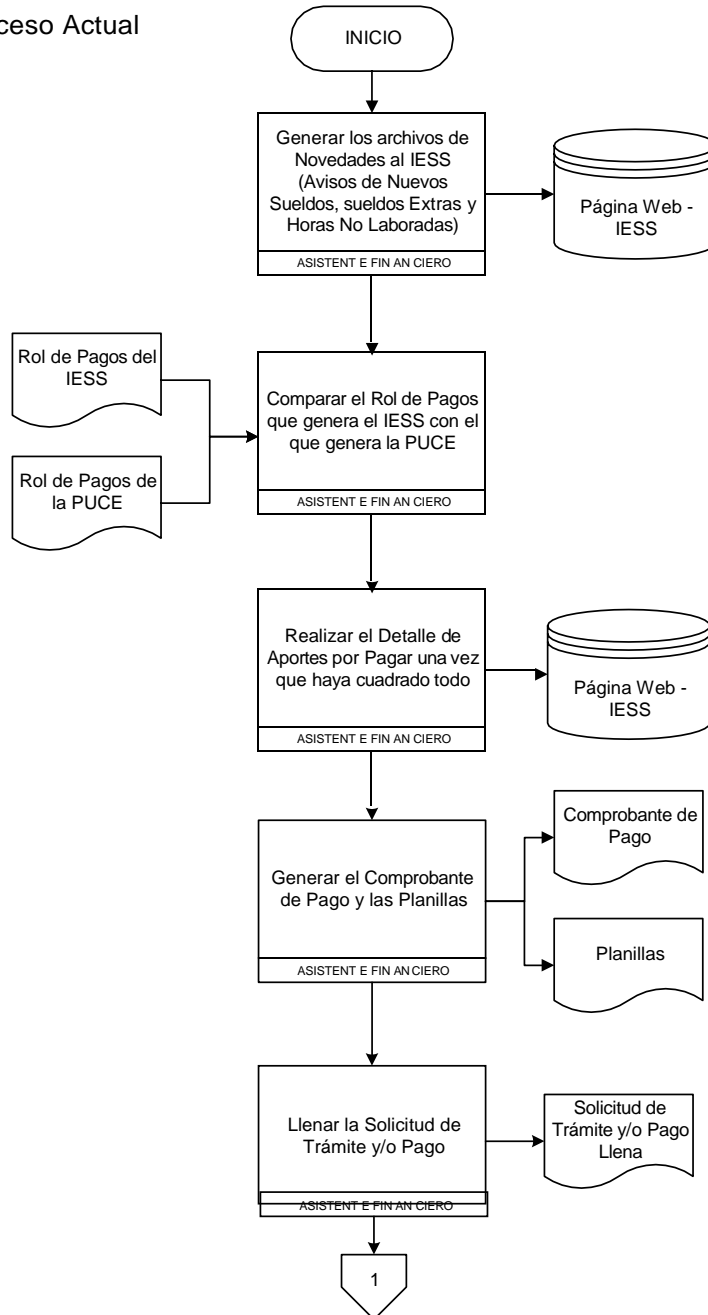 ceso Actual
INICIO
Generar los archivos de
Novedades al IESS
(Avisos de Nuevos
Sueldos, sueldos Extras y
Horas No Laboradas)
ASISTENT E FIN AN CIERO
Página Web -
IESS
Rol de Pagos del
IESS
Rol de Pagos de
la PUCE
Comparar el Rol de Pagos
que genera el IESS con el
que genera la PUCE
ASISTENT E FIN AN CIERO
Realizar el Detalle de
Aportes por Pagar una vez
que haya cuadrado todo
ASISTENT E FIN AN CIERO
Página Web -
IESS
Generar el Comprobante
de Pago y las Planillas
ASISTENT E FIN AN CIERO
Comprobante de
Pago
Planillas
Llenar la Solicitud de
Trámite y/o Pago
ASISTENT E FIN AN CIERO
Solicitud de
Trámite y/o Pago
Llena
1